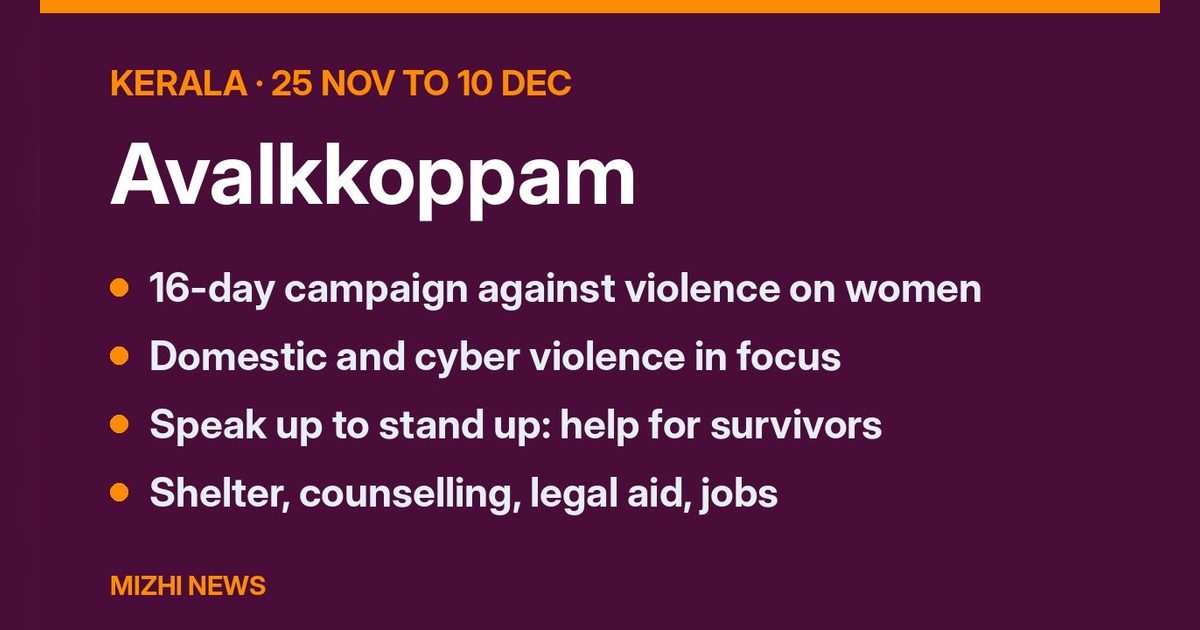 KERALA · 25 NOV TO 10 DEC
Avalkkoppam
16-day campaign against violence on women
Domestic and cyber violence in focus
Speak up to stand up: help for survivors
Shelter, counselling, legal aid, jobs
MIZHI NEWS